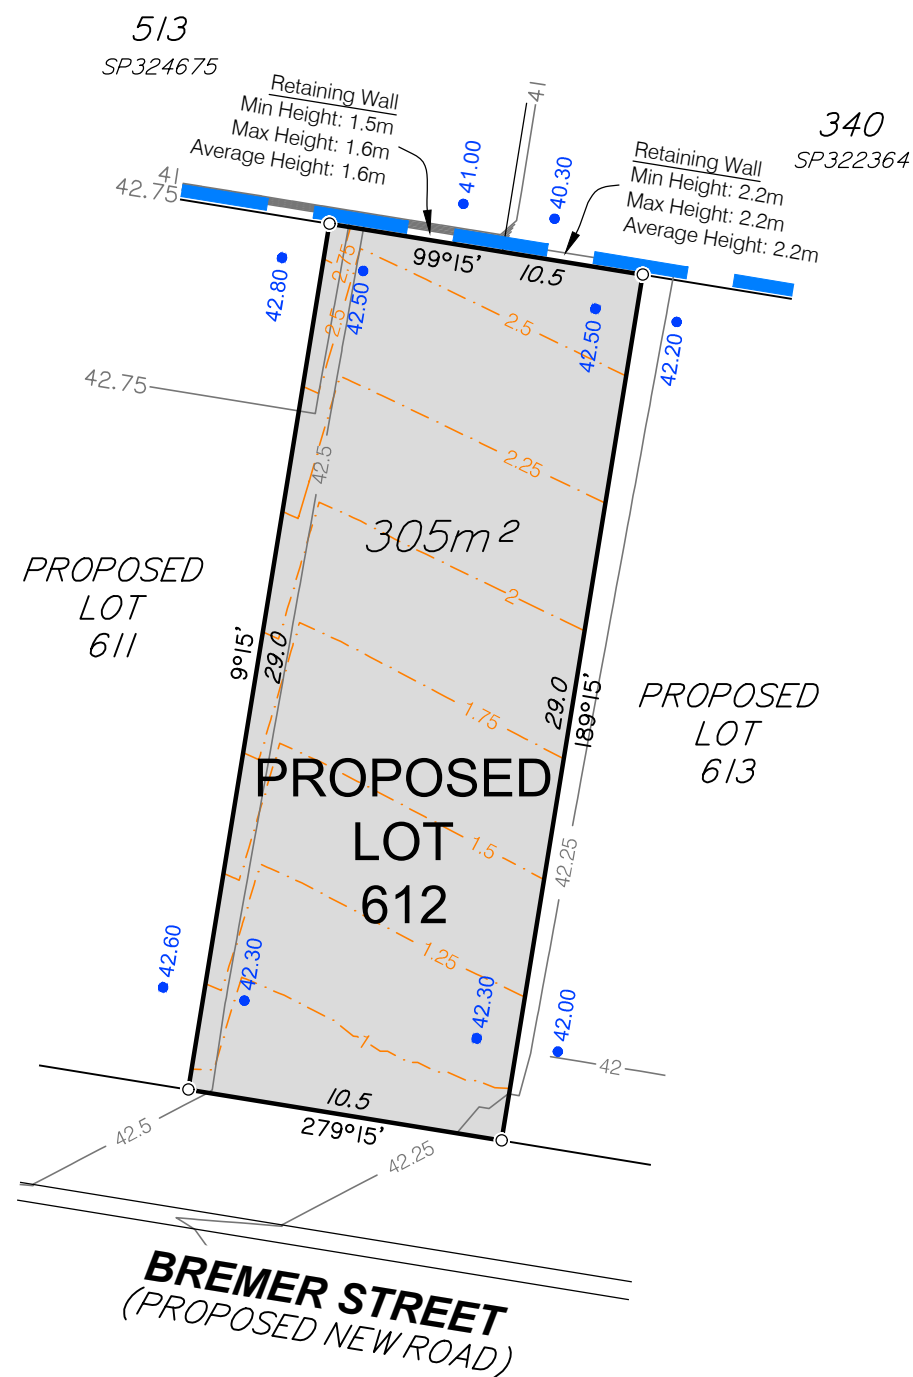 513
SP324675
Retaining Wall
Min Height: 1.5m
Max Height: 1.6m
Average Height: 1.6m
41
340
SP322364
Retaining Wall
Min Height: 2.2m
Max Height: 2.2m
Average Height: 2.2m
41.00
40.30
41
42.75
99°15'
10.5
42.80
2.75
42.50
2.5
2.5
42.50
42.20
42.75
42.5
2.25
305m²
2
PROPOSED
LOT
611
9°15'
29.0
29.0
189°15'
1.75
PROPOSED
LOT
613
PROPOSED
LOT
612
1.5
42.25
1.25
42.60
42.30
42.30
42.00
1
42
10.5
279°15'
42.5
42.25
BREMER STREET
(PROPOSED NEW ROAD)